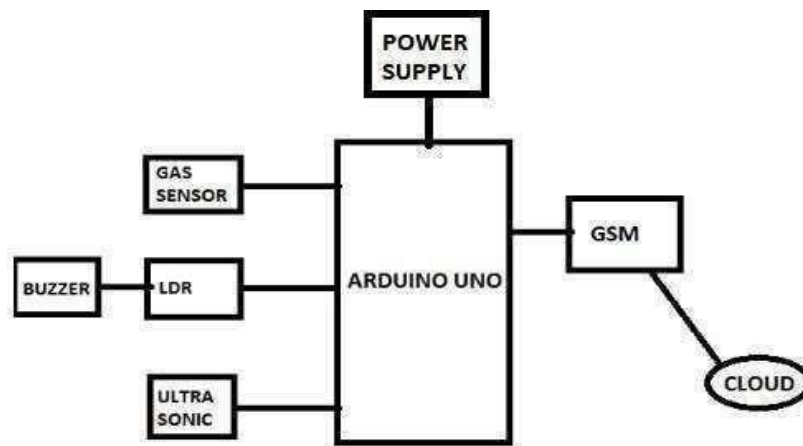 POWER
SUPPLY
GAS
SENSOR
GSM
BUZZER
LDR
ARDUINO UNO
ULTRA
SONIC
CLOUD